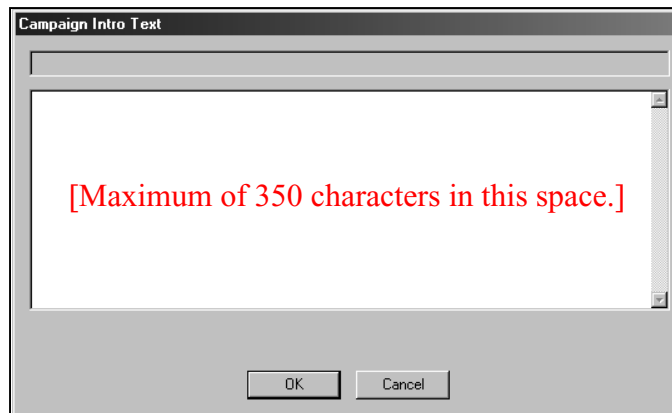 Campaign Intro Text
[Maximum of 350 characters in this space.]
OK
Cancel